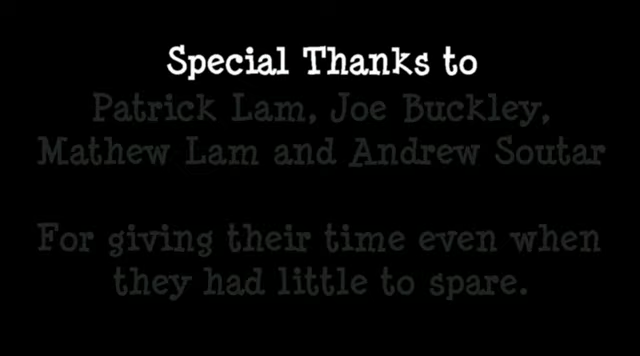 Special Thanks to
Patrick Lam, Joe Buckley,
Mathew Lam and Andrew Soutar
For giving their time even when
they had little to spare.